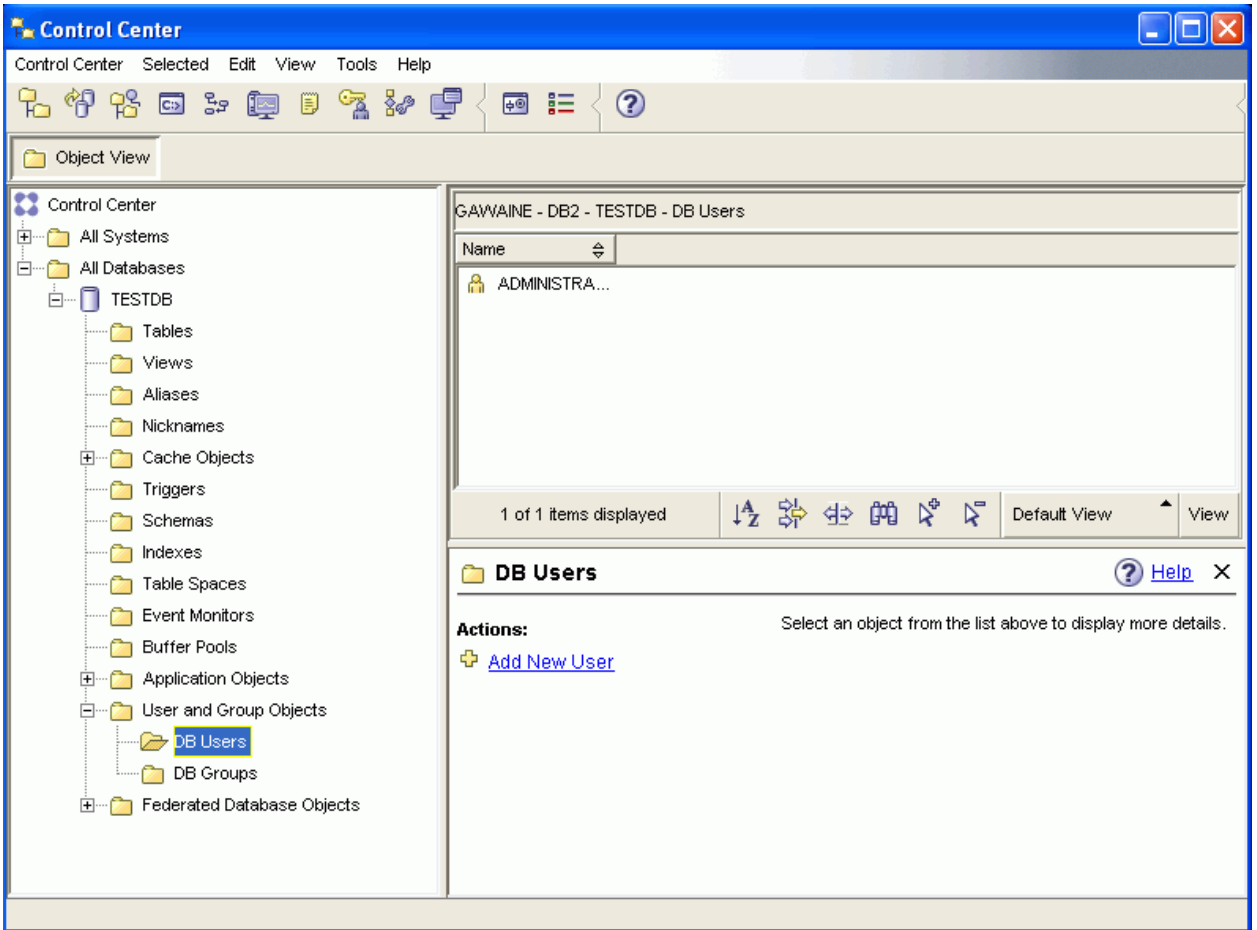 Control Center
Control Center Selected Edit View Tools Help
Object View
Control Center
All Systems
All Databases
TESTDB
Tables
Views
Aliases
Nicknames
Cache Objects
Triggers
Schemas
Indexes
Table Spaces
Event Monitors
Buffer Pools
Application Objects
User and Group Objects
DB Users
DB Groups
Federated Database Objects
GAWAINE - DB2 - TESTDB - DB Users
Name
ADMINISTRA...
1 of 1 items displayed
Default View
View
DB Users
Help
Actions:
Select an object from the list above to display more details.
Add New User